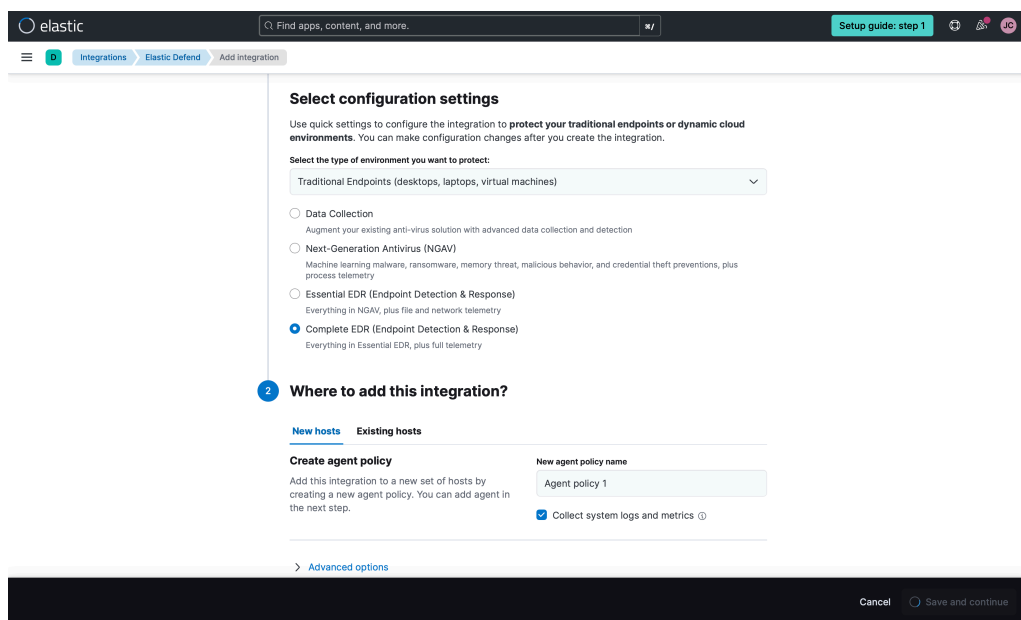 elastic
Find apps, content, and more.
⌘/
Setup guide: step 1
JC
D
Integrations
Elastic Defend
Add integration
Select configuration settings
Use quick settings to configure the integration to protect your traditional endpoints or dynamic cloud
environments. You can make configuration changes after you create the integration.
Select the type of environment you want to protect:
Traditional Endpoints (desktops, laptops, virtual machines)
Data Collection
Augment your existing anti-virus solution with advanced data collection and detection
Next-Generation Antivirus (NGAV)
Machine learning malware, ransomware, memory threat, malicious behavior, and credential theft preventions, plus
process telemetry
Essential EDR (Endpoint Detection & Response)
Everything in NGAV, plus file and network telemetry
Complete EDR (Endpoint Detection & Response)
Everything in Essential EDR, plus full telemetry
2
Where to add this integration?
New hosts
Existing hosts
Create agent policy
Add this integration to a new set of hosts by
creating a new agent policy. You can add agent in
the next step.
New agent policy name
Agent policy 1
Collect system logs and metrics
Advanced options
Cancel
Save and continue